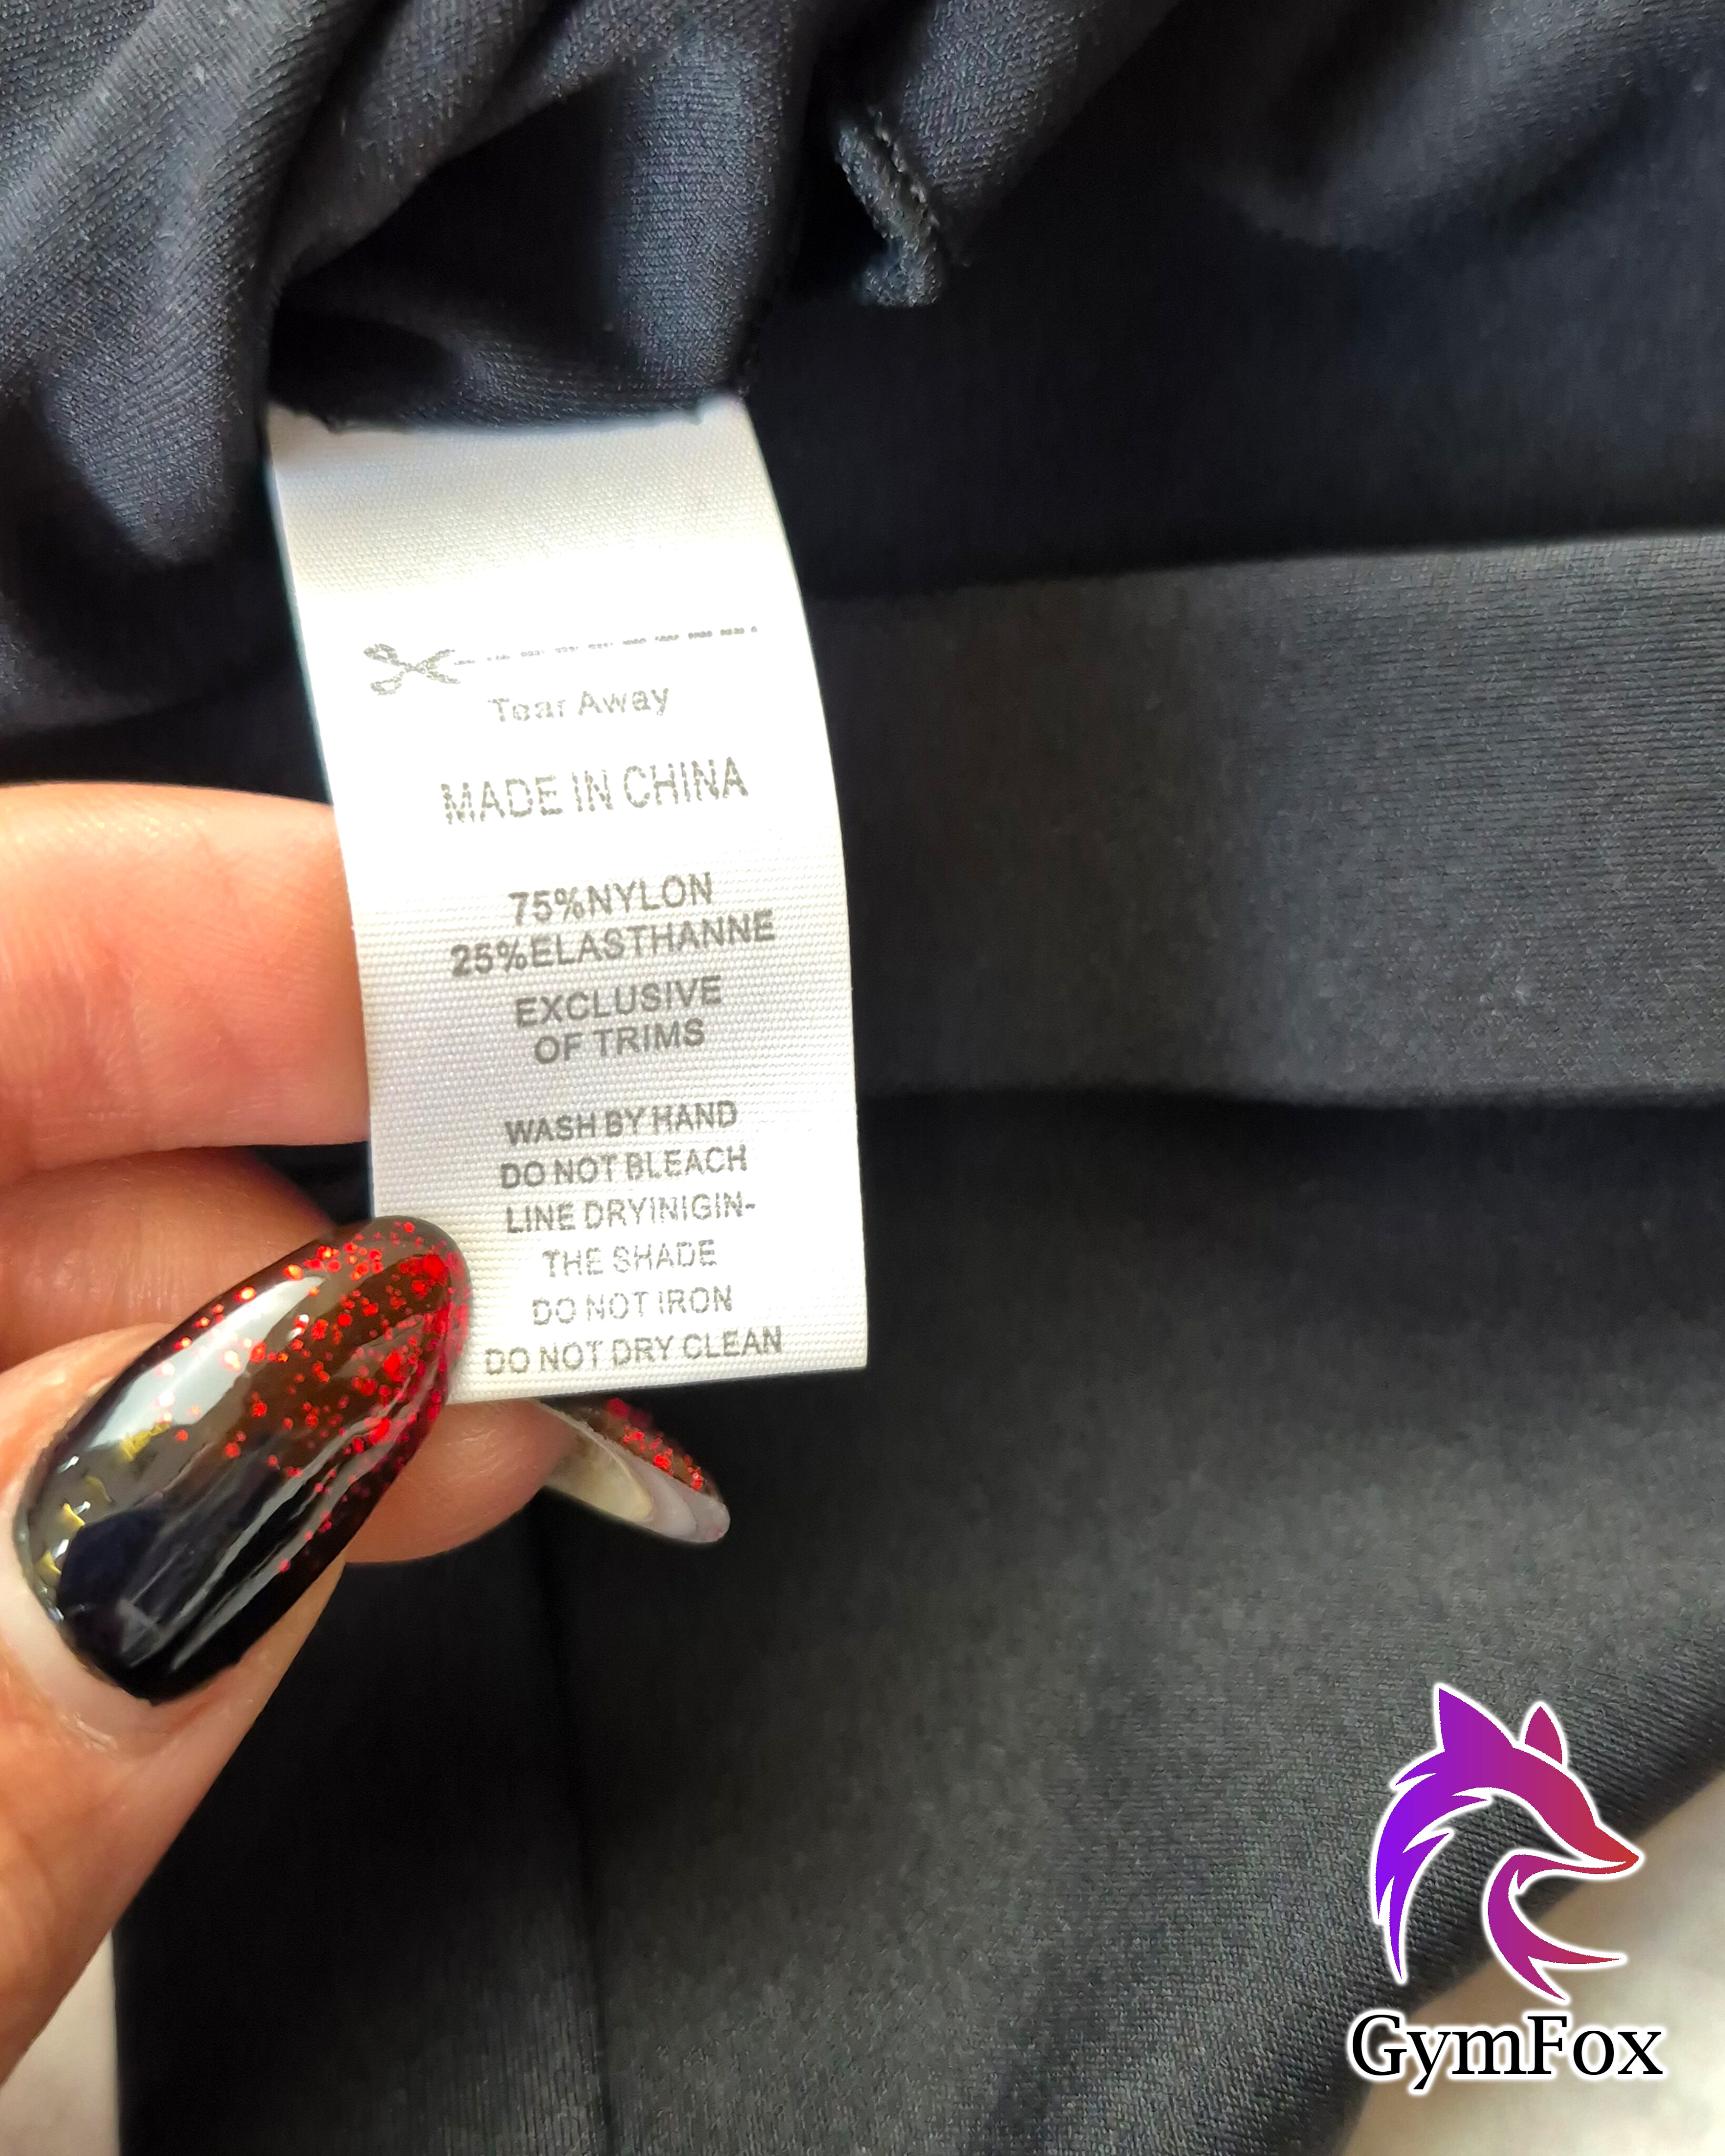 Tear Away
MADE IN CHINA
75%NYLON
25%ELASTHANNE
EXCLUSIVE
OF TRIMS
WASH BY HAND
DO NOT BLEACH
LINE DRYINIGIN-
THE SHADE
DO NOT IRON
DO NOT DRY CLEAN
GymFox